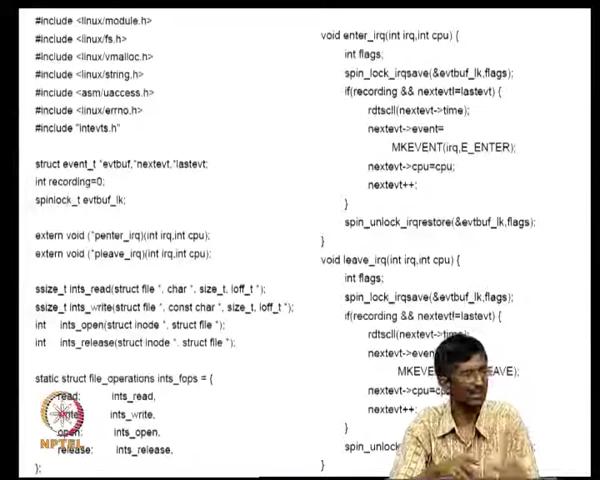 #include <linux/module.h>
#include <linux/fs.h>
#include <linux/vmalloc.h>
#include <linux/string.h>
#include <asm/uaccess.h>
#include <linux/errno.h>
#include "intevts.h"
struct event_t *evtbuf,*nextevt,*lastevt;
int recording=0;
spinlock_t evtbuf_lk;
extern void (*penter_irq)(int irq,int cpu);
extern void (*pleave_irq)(int irq,int cpu);
ssize_t ints_read(struct file *, char *, size_t, loff_t *);
ssize_t ints_write(struct file *, const char *, size_t, loff_t *);
int ints_open(struct inode *, struct file *);
int ints_release(struct inode *, struct file *);
static struct file_operations ints_fops = {
read: ints_read,
write: ints_write,
open: ints_open,
release: ints_release,
};
NPTEL
void enter_irq(int irq,int cpu) {
int flags;
spin_lock_irqsave(&evtbuf_lk,flags);
if(recording && nextevt!=lastevt) {
rdtscll(nextevt->time);
nextevt->event=
MKEVENT(irq,E_ENTER);
nextevt->cpu=cpu;
nextevt++;
}
spin_unlock_irqrestore(&evtbuf_lk,flags);
}
void leave_irq(int irq,int cpu) {
int flags;
spin_lock_irqsave(&evtbuf_lk,flags);
if(recording && nextevt!=lastevt) {
rdtscll(nextevt->time);